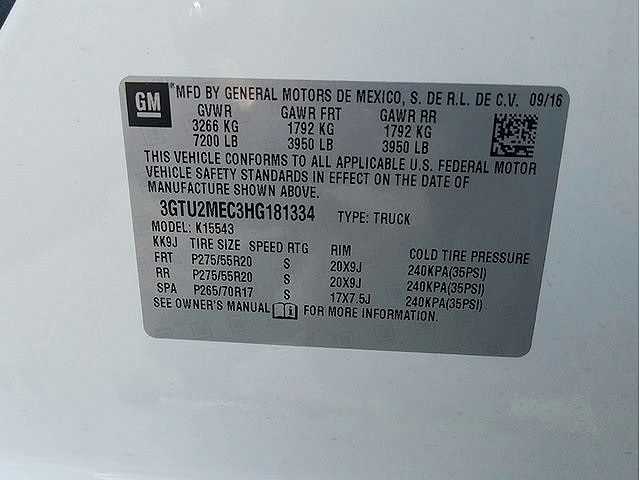 GM *MFD BY GENERAL MOTORS DE MEXICO, S. DE R.L. DE C.V. 09/16
GVWR GAWR FRT GAWR RR
3266 KG 1792 KG 1792 KG
7200 LB 3950 LB 3950 LB
THIS VEHICLE CONFORMS TO ALL APPLICABLE U.S. FEDERAL MOTOR
VEHICLE SAFETY STANDARDS IN EFFECT ON THE DATE OF
MANUFACTURE SHOWN ABOVE.
3GTU2MEC3HG181334 TYPE: TRUCK
MODEL: K15543
KK9J TIRE SIZE SPEED RTG RIM COLD TIRE PRESSURE
FRT P275/55R20 S 20X9J 240KPA(35PSI)
RR P275/55R20 S 20X9J 240KPA(35PSI)
SPA P265/70R17 S 17X7.5J 240KPA(35PSI)
SEE OWNER'S MANUAL FOR MORE INFORMATION.